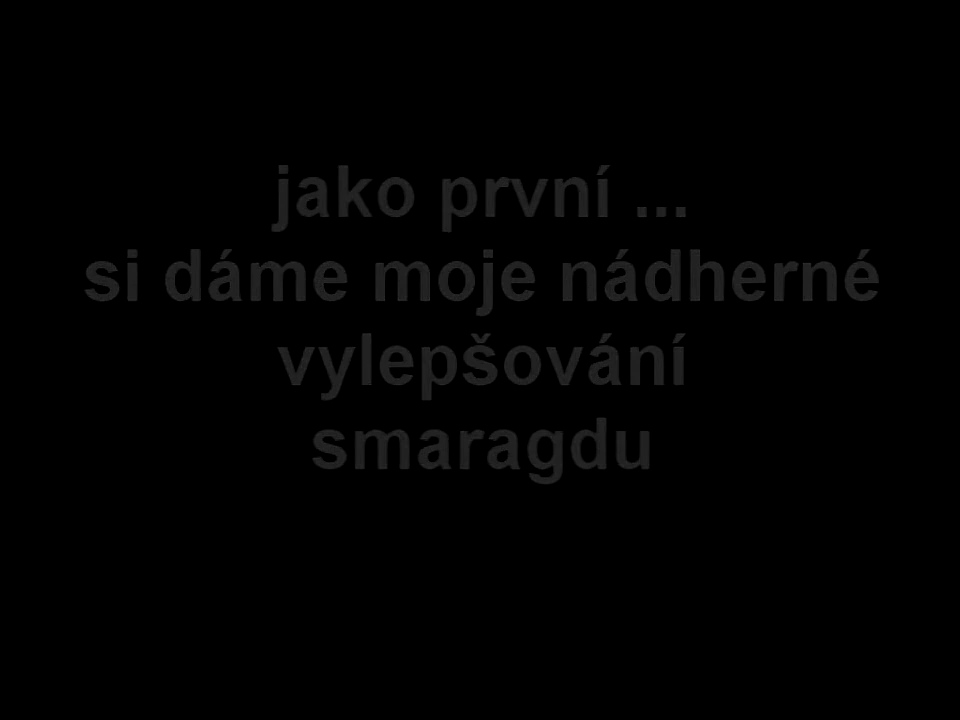 jako první ...
si dáme moje nádherné
vylepšování
smaragdu